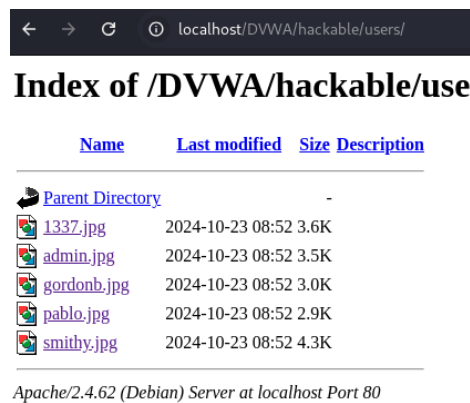 localhost/DVWA/hackable/users/
Index of /DVWA/hackable/use
Name Last modified Size Description
Parent Directory -
1337.jpg 2024-10-23 08:52 3.6K
admin.jpg 2024-10-23 08:52 3.5K
gordonb.jpg 2024-10-23 08:52 3.0K
pablo.jpg 2024-10-23 08:52 2.9K
smithy.jpg 2024-10-23 08:52 4.3K
Apache/2.4.62 (Debian) Server at localhost Port 80